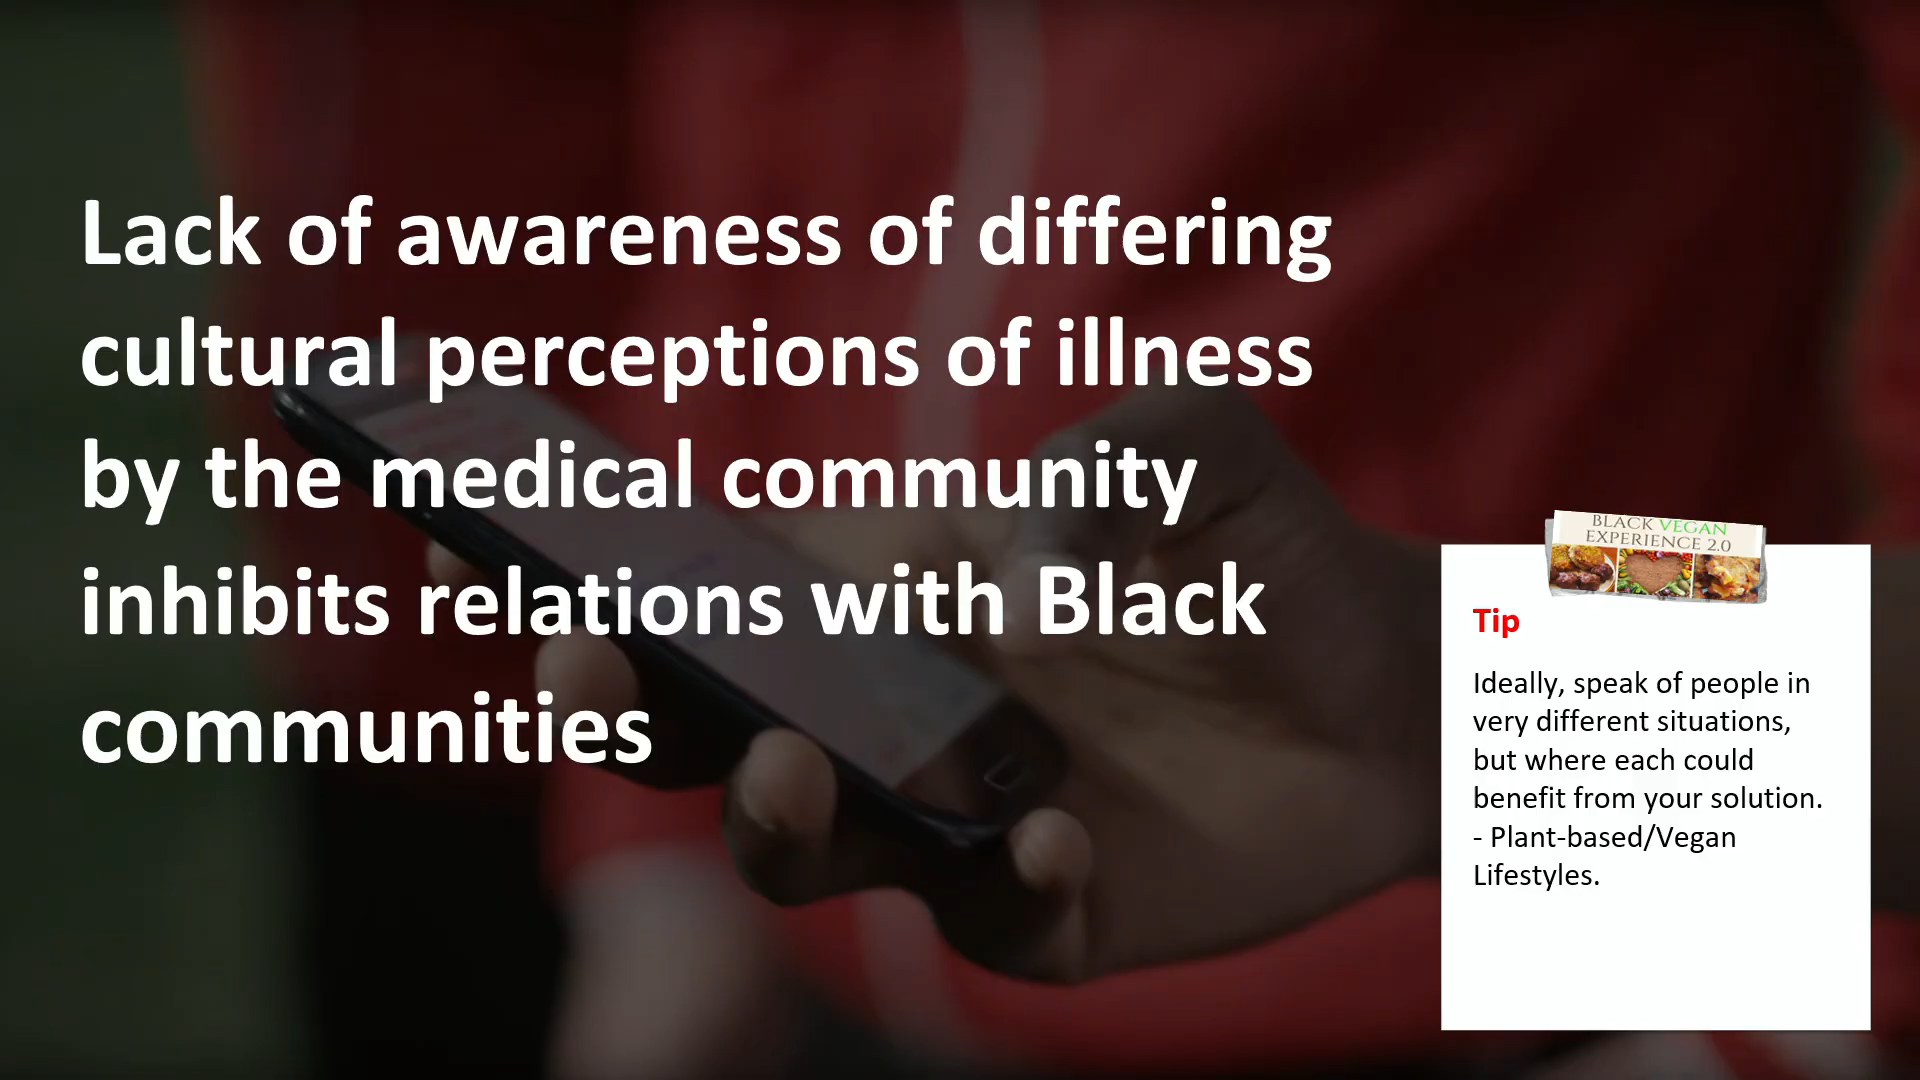 Lack of awareness of differing
cultural perceptions of illness
by the medical community
inhibits relations with Black
communities
BLACK VEGAN
EXPERIENCE 2.0
Tip
Ideally, speak of people in
very different situations,
but where each could
benefit from your solution.
- Plant-based/Vegan
Lifestyles.